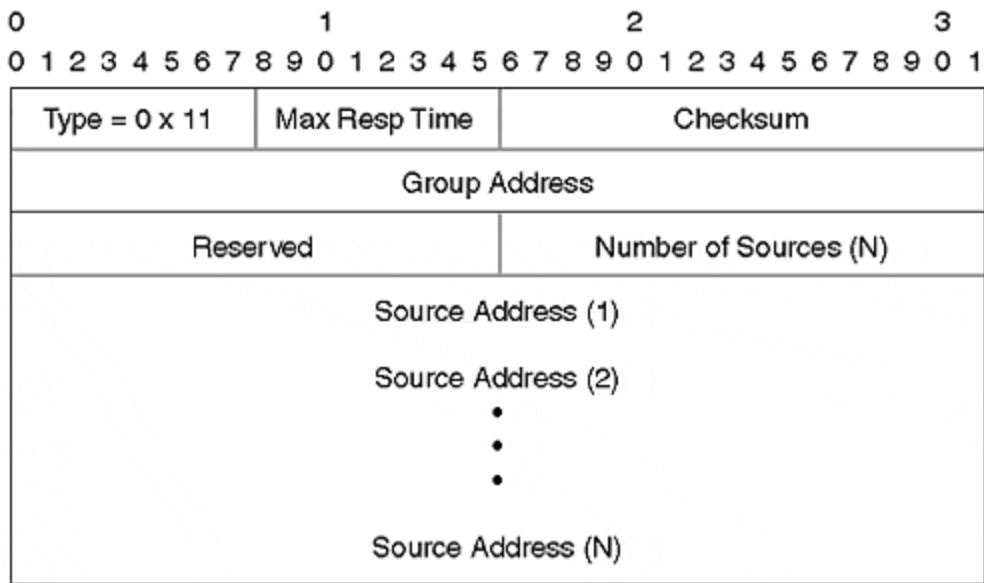 0 1 2 3
0 1 2 3 4 5 6 7 8 9 0 1 2 3 4 5 6 7 8 9 0 1 2 3 4 5 6 7 8 9 0 1
Type = 0 x 11 Max Resp Time Checksum
Group Address
Reserved Number of Sources (N)
Source Address (1)
Source Address (2)
Source Address (N)